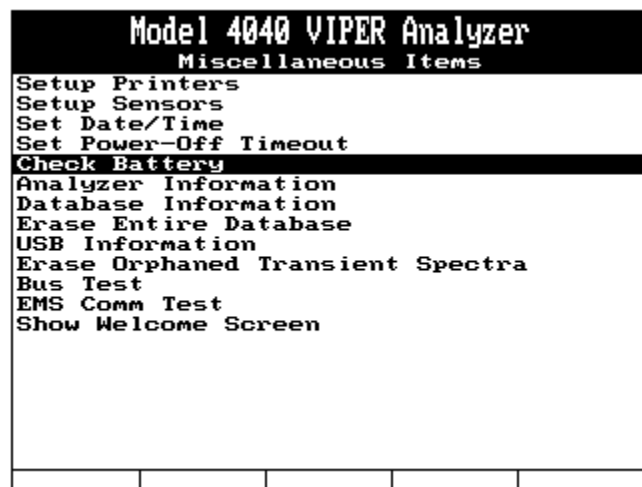 Model 4040 VIPER Analyzer
Miscellaneous Items
Setup Printers
Setup Sensors
Set Date/Time
Set Power-Off Timeout
Check Battery
Analyzer Information
Database Information
Erase Entire Database
USB Information
Erase Orphaned Transient Spectra
Bus Test
EMS Comm Test
Show Welcome Screen